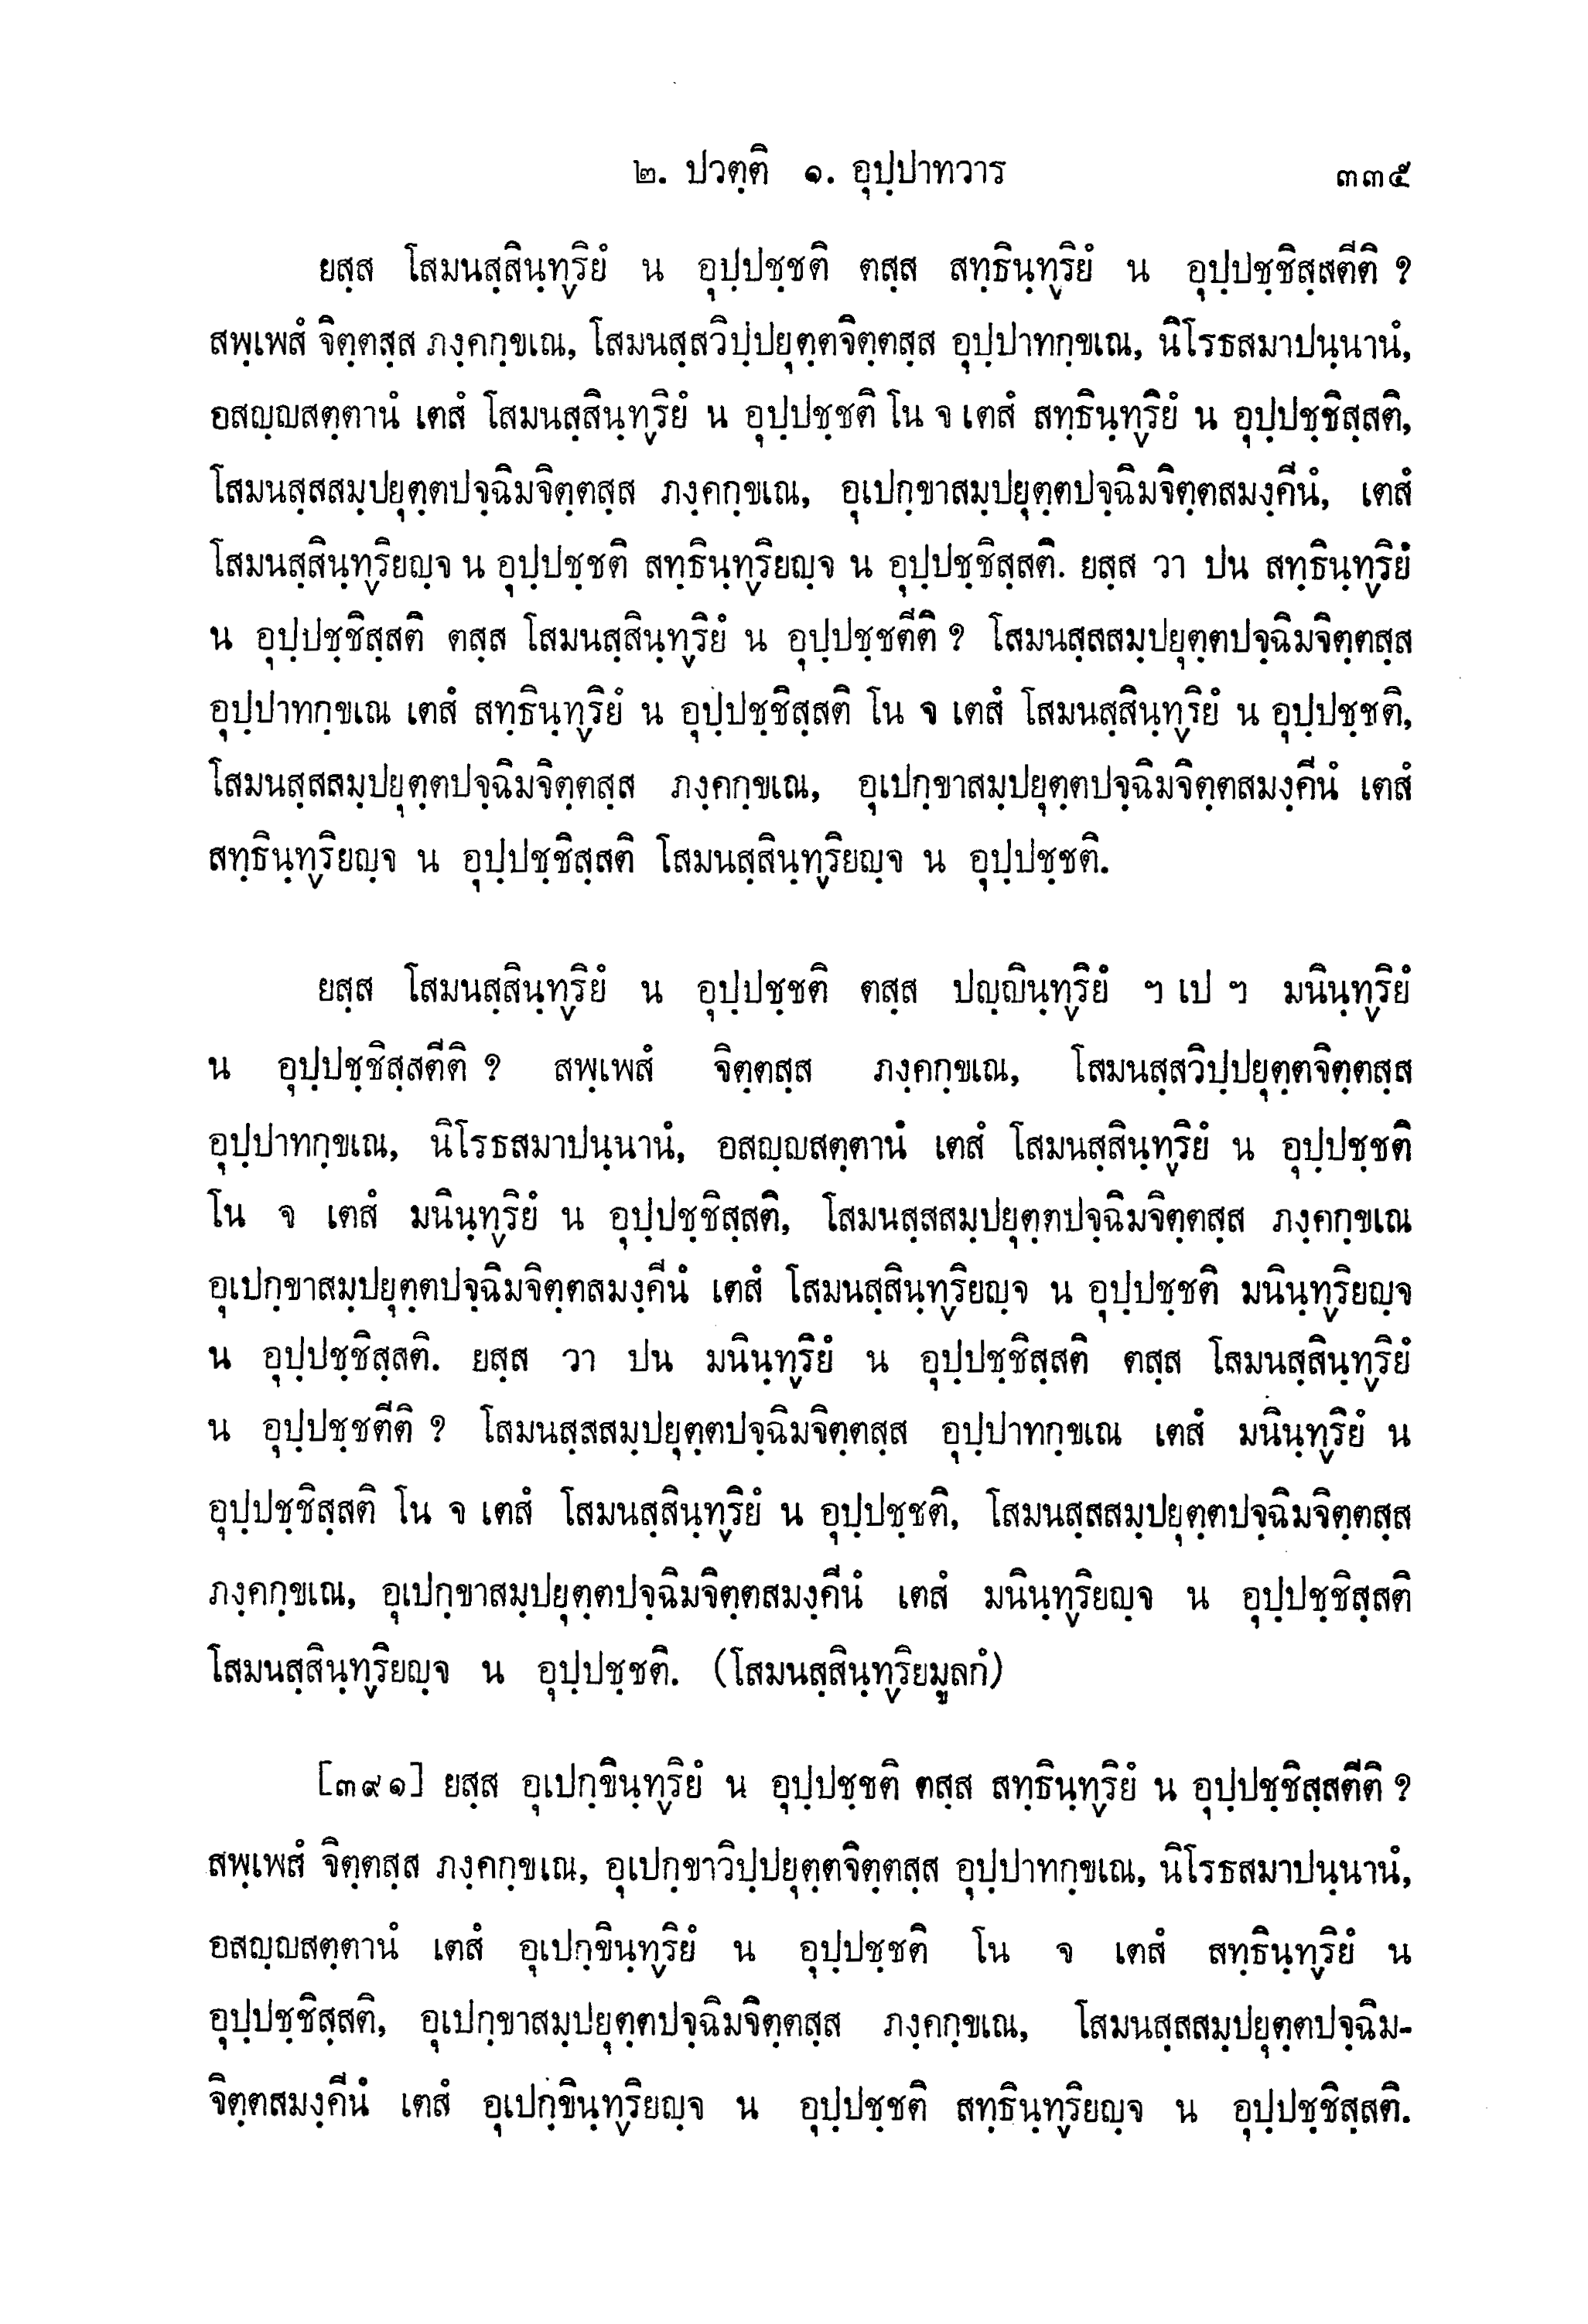 ๒. ปวตฺติ ๑. อุปฺปาทวาร ๓๓๕
ยสฺส โสมนสฺสินฺทฺริยํ น อุปฺปชฺชติ ตสฺส สทฺธินฺทฺริยํ น อุปฺปชฺชิสฺสตีติ ?
สพฺเพสํ จิตฺตสฺส ภงฺคกฺขเณ, โสมนสฺสวิปฺปยุตฺตจิตฺตสฺส อุปฺปาทกฺขเณ, นิโรธสมาปนฺนานํ,
อสญฺญสตฺตานํ เตสํ โสมนสฺสินฺทฺริยํ น อุปฺปชฺชติ โน จ เตสํ สทฺธินฺทฺริยํ น อุปฺปชฺชิสฺสติ,
โสมนสฺสสมฺปยุตฺตปจฺฉิมจิตฺตสฺส ภงฺคกฺขเณ, อุเปกฺขาสมฺปยุตฺตปจฺฉิมจิตฺตสมงฺคีนํ, เตสํ
โสมนสฺสินฺทฺริยญฺจ น อุปฺปชฺชติ สทฺธินฺทฺริยญฺจ น อุปฺปชฺชิสฺสติ. ยสฺส วา ปน สทฺธินฺทฺริยํ
น อุปฺปชฺชิสฺสติ ตสฺส โสมนสฺสินฺทฺริยํ น อุปฺปชฺชตีติ ? โสมนสฺสสมฺปยุตฺตปจฺฉิมจิตฺตสฺส
อุปฺปาทกฺขเณ เตสํ สทฺธินฺทฺริยํ น อุปฺปชฺชิสฺสติ โน จ เตสํ โสมนสฺสินฺทฺริยํ น อุปฺปชฺชติ,
โสมนสฺสสมฺปยุตฺตปจฺฉิมจิตฺตสฺส ภงฺคกฺขเณ, อุเปกฺขาสมฺปยุตฺตปจฺฉิมจิตฺตสมงฺคีนํ เตสํ
สทฺธินฺทฺริยญฺจ น อุปฺปชฺชิสฺสติ โสมนสฺสินฺทฺริยญฺจ น อุปฺปชฺชติ.
ยสฺส โสมนสฺสินฺทฺริยํ น อุปฺปชฺชติ ตสฺส ปญฺญินฺทฺริยํ ฯ เป ฯ มนินฺทฺริยํ
น อุปฺปชฺชิสฺสตีติ ? สพฺเพสํ จิตฺตสฺส ภงฺคกฺขเณ, โสมนสฺสวิปฺปยุตฺตจิตฺตสฺส
อุปฺปาทกฺขเณ, นิโรธสมาปนฺนานํ, อสญฺญสตฺตานํ เตสํ โสมนสฺสินฺทฺริยํ น อุปฺปชฺชติ
โน จ เตสํ มนินฺทฺริยํ น อุปฺปชฺชิสฺสติ, โสมนสฺสสมฺปยุตฺตปจฺฉิมจิตฺตสฺส ภงฺคกฺขเณ
อุเปกฺขาสมฺปยุตฺตปจฺฉิมจิตฺตสมงฺคีนํ เตสํ โสมนสฺสินฺทฺริยญฺจ น อุปฺปชฺชติ มนินฺทฺริยญฺจ
น อุปฺปชฺชิสฺสติ. ยสฺส วา ปน มนินฺทฺริยํ น อุปฺปชฺชิสฺสติ ตสฺส โสมนสฺสินฺทฺริยํ
น อุปฺปชฺชตีติ ? โสมนสฺสสมฺปยุตฺตปจฺฉิมจิตฺตสฺส อุปฺปาทกฺขเณ เตสํ มนินฺทฺริยํ น
อุปฺปชฺชิสฺสติ โน จ เตสํ โสมนสฺสินฺทฺริยํ น อุปฺปชฺชติ, โสมนสฺสสมฺปยุตฺตปจฺฉิมจิตฺตสฺส
ภงฺคกฺขเณ, อุเปกฺขาสมฺปยุตฺตปจฺฉิมจิตฺตสมงฺคีนํ เตสํ มนินฺทฺริยญฺจ น อุปฺปชฺชิสฺสติ
โสมนสฺสินฺทฺริยญฺจ น อุปฺปชฺชติ. (โสมนสฺสินฺทฺริยมูลกํ)
[๓๙๑] ยสฺส อุเปกฺขินฺทฺริยํ น อุปฺปชฺชติ ตสฺส สทฺธินฺทฺริยํ น อุปฺปชฺชิสฺสตีติ ?
สพฺเพสํ จิตฺตสฺส ภงฺคกฺขเณ, อุเปกฺขาวิปฺปยุตฺตจิตฺตสฺส อุปฺปาทกฺขเณ, นิโรธสมาปนฺนานํ,
อสญฺญสตฺตานํ เตสํ อุเปกฺขินฺทฺริยํ น อุปฺปชฺชติ โน จ เตสํ สทฺธินฺทฺริยํ น
อุปฺปชฺชิสฺสติ, อุเปกฺขาสมฺปยุตฺตปจฺฉิมจิตฺตสฺส ภงฺคกฺขเณ, โสมนสฺสสมฺปยุตฺตปจฺฉิม-
จิตฺตสมงฺคีนํ เตสํ อุเปกฺขินฺทฺริยญฺจ น อุปฺปชฺชติ สทฺธินฺทฺริยญฺจ น อุปฺปชฺชิสฺสติ.